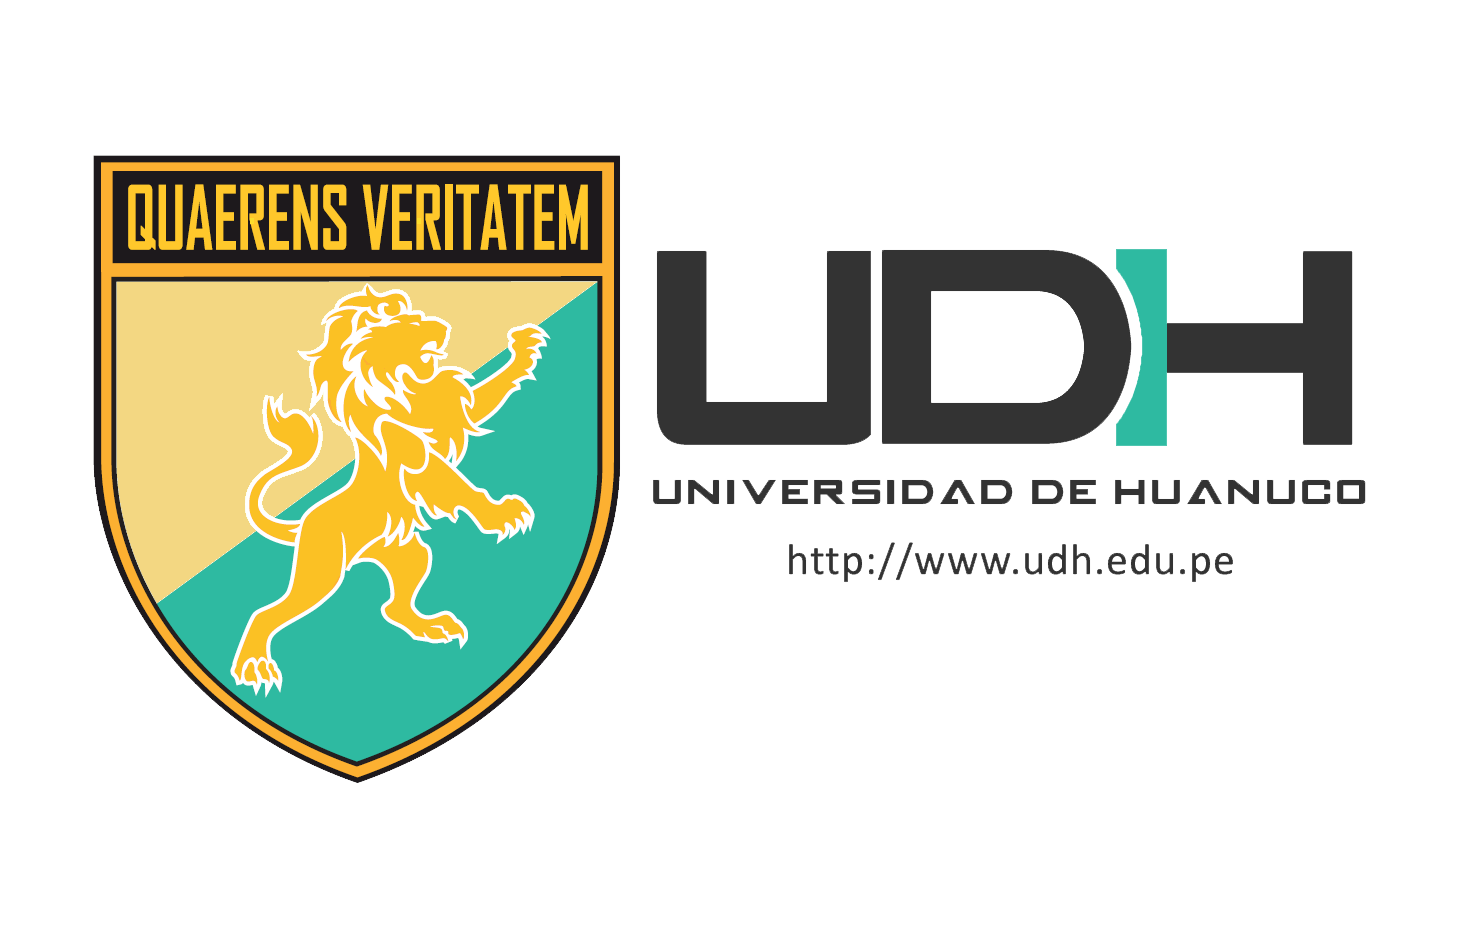 QUAERENS VERITATEM
UDH
UNIVERSIDAD DE HUANUCO
http://www.udh.edu.pe